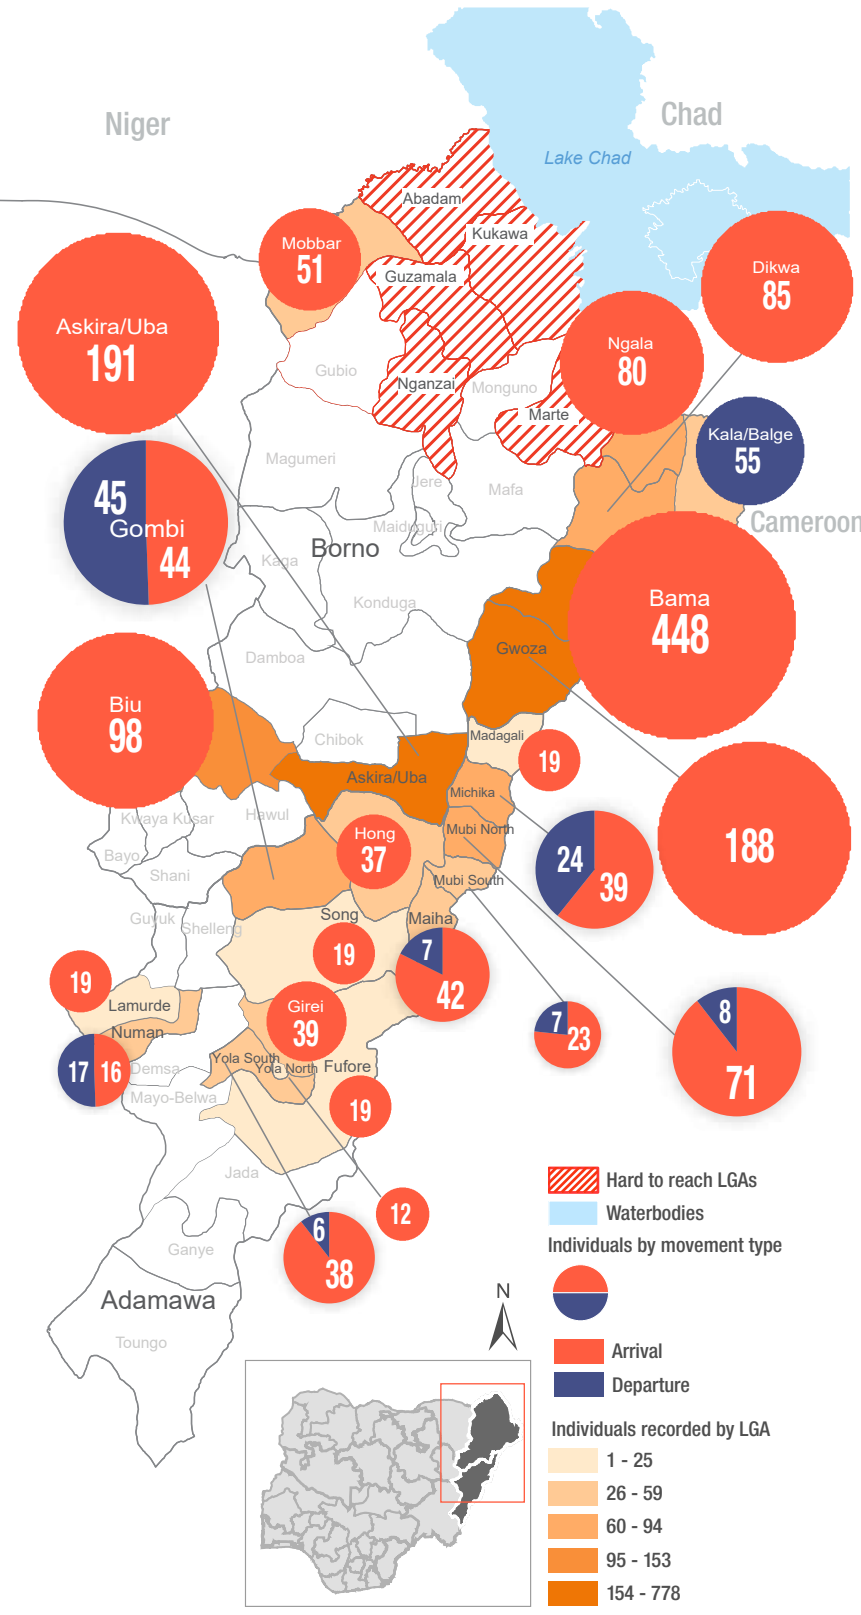 Niger
Chad
Lake Chad
Abadam
Kukawa
Mobbar
51
Guzamala
Dikwa
85
Askira/Uba
191
Ngala
80
Gubio
Nganzai
Monguno
Marte
Kala/Balge
55
Magumeri
Jere
Mafa
45
Gombi
44
Cameroon
Maiduguri
Borno
Kaga
Konduga
Bama
448
Gwoza
Damboa
Biu
98
Chibok
Madagali
19
Askira/Uba
Michika
Kwaya Kusar
Hawul
Mubi North
Hong
37
188
Bayo
24
39
Shani
Mubi South
Guyuk
Shelleng
Song
19
Maiha
7
42
19
Lamurde
Girei
39
8
71
7
23
Numan
17
16
Demsa
Yola South
Yola North
Fufore
19
Mayo-Belwa
Jada
Hard to reach LGAs
12
Waterbodies
6
38
Ganye
Individuals by movement type
N
Adamawa
Toungo
Arrival
Departure
Individuals recorded by LGA
1 - 25
26 - 59
60 - 94
95 - 153
154 - 778